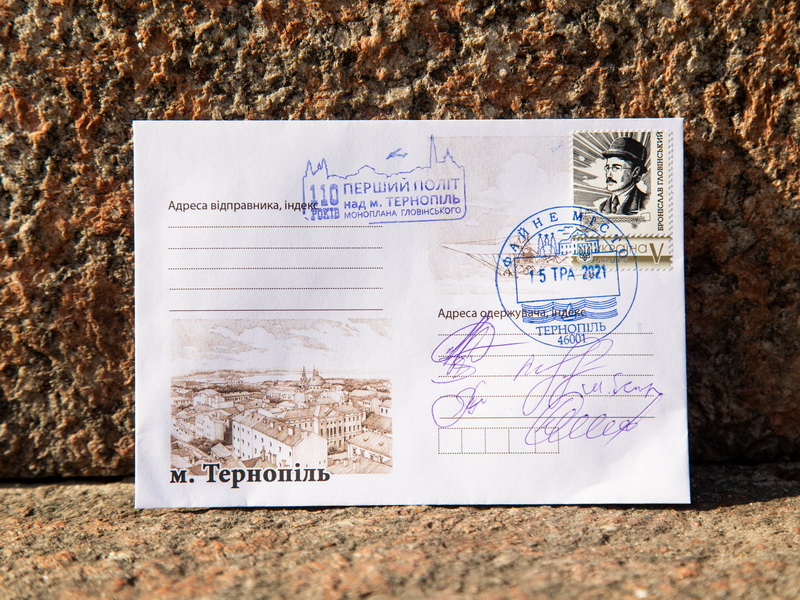 110 РОКІВ
ПЕРШИЙ ПОЛІТ
над м. ТЕРНОПІЛЬ
МОНОПЛАНА ГЛОВІНСЬКОГО
БРОНІСЛАВ ГЛОВІНСЬКИЙ
Адреса відправника, індекс
ФАЙНЕ МІСТО
Україна V
15 ТРА 2021
Адреса одержувача, індекс
ТЕРНОПІЛЬ
46001
м. Тернопіль